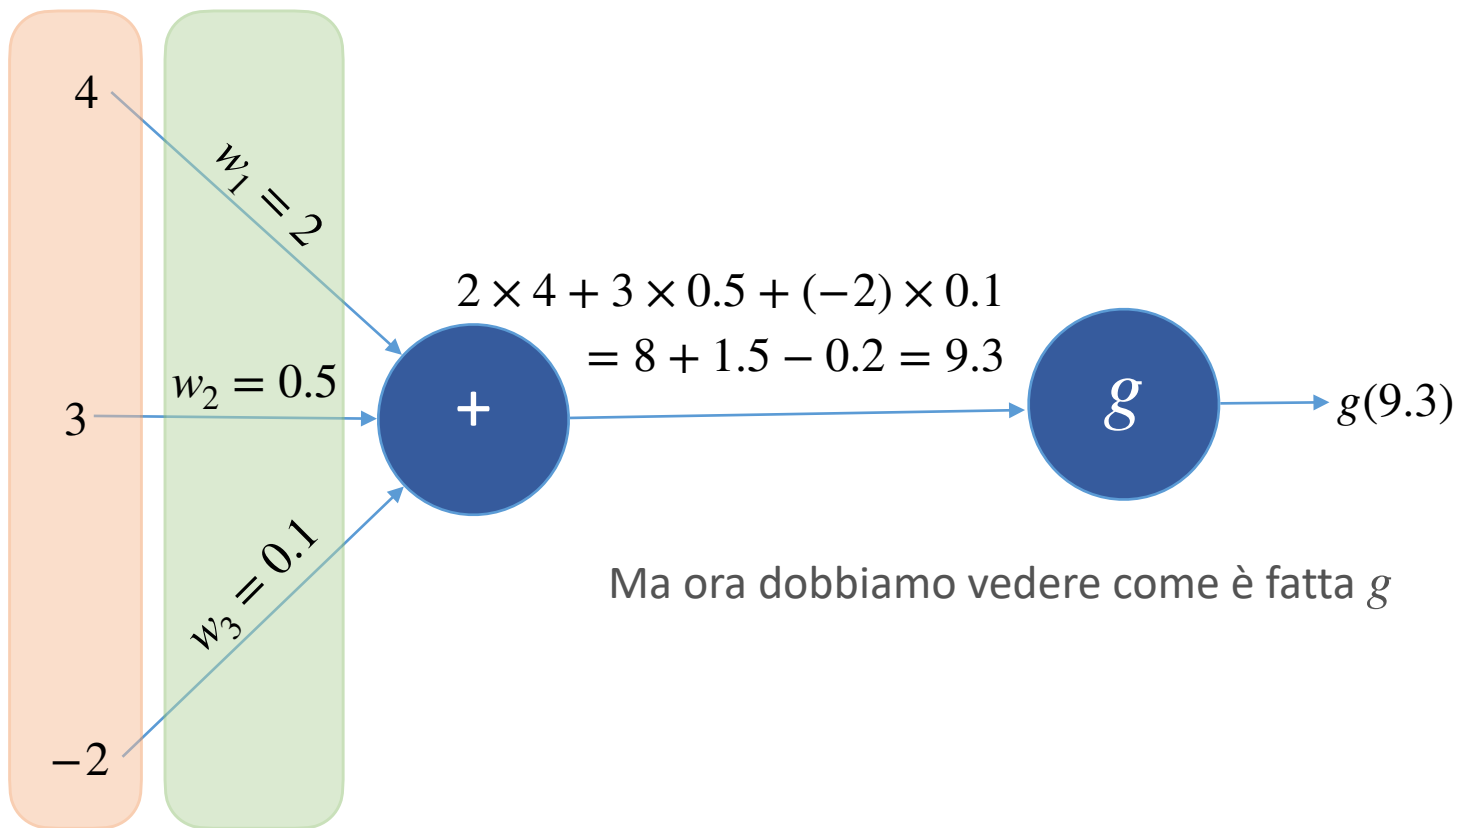 4
w₁ = 2
2 × 4 + 3 × 0.5 + (−2) × 0.1
= 8 + 1.5 − 0.2 = 9.3
w₂ = 0.5
3
+
g
g(9.3)
w₃ = 0.1
Ma ora dobbiamo vedere come è fatta g
−2